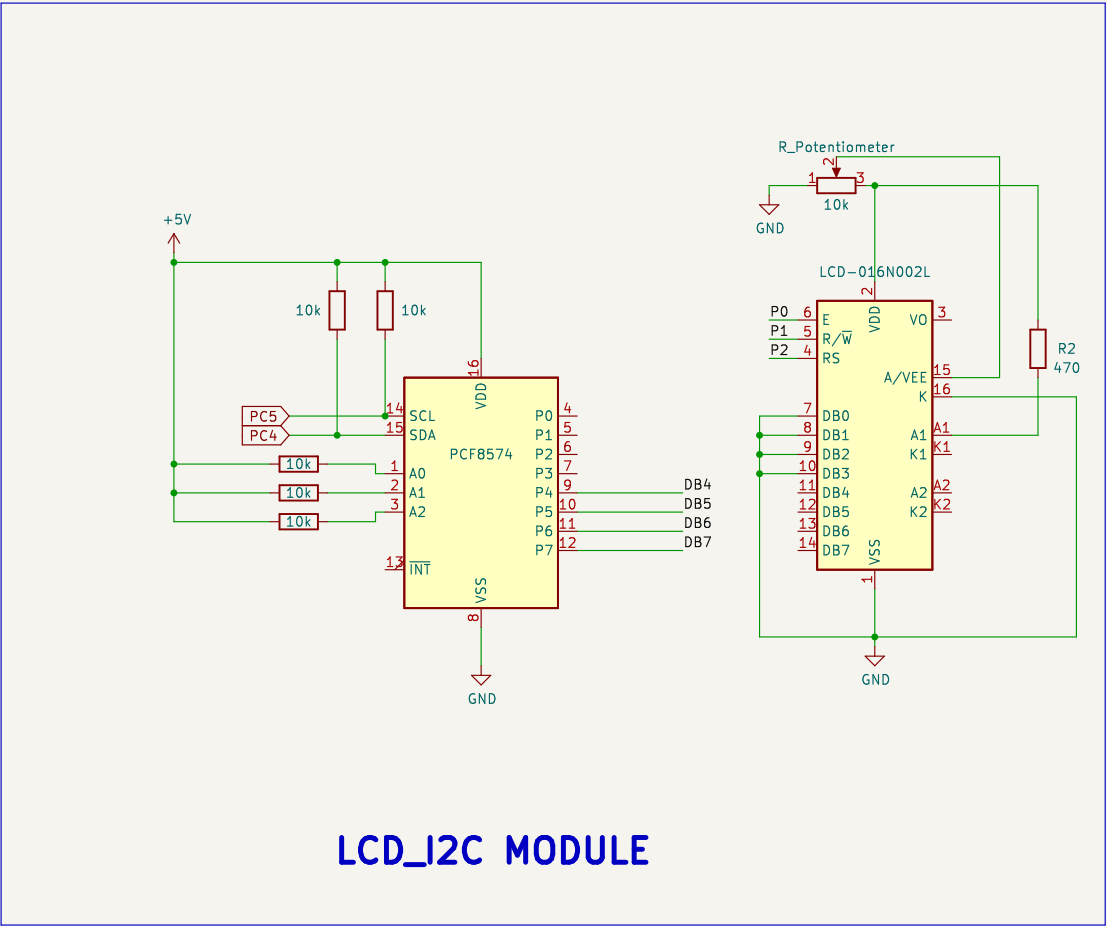 R_Potentiometer
2
1 3
10k
GND
+5V
10k 10k
16
VDD
PC5 14 SCL P0 4
PC4 15 SDA P1 5
PCF8574 P2 6
10k 1 A0 P3 7
10k 2 A1 P4 9 DB4
10k 3 A2 P5 10 DB5
P6 11 DB6
P7 12 DB7
13 INT
VSS
8
GND
LCD-016N002L
2
VDD
P0 6 E VO 3
P1 5 R/W
P2 4 RS
R2
470
A/VEE 15
K 16
7 DB0
8 DB1 A1 A1
9 DB2 K1 K1
10 DB3
11 DB4 A2 A2
12 DB5 K2 K2
13 DB6
14 DB7
VSS
1
GND
LCD_I2C MODULE